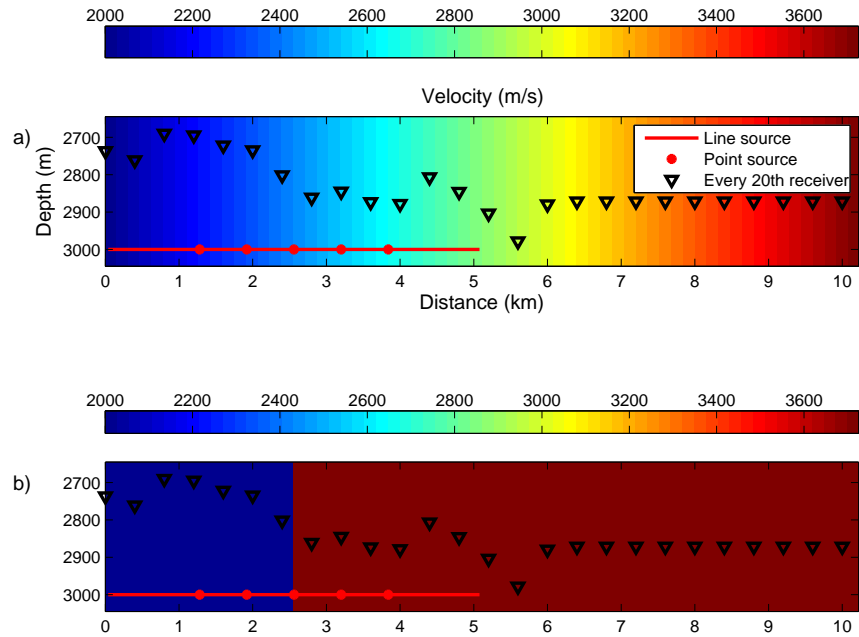 2000 2200 2400 2600 2800 3000 3200 3400 3600
Velocity (m/s)
a)
Depth (m)
2700
2800
2900
3000
Line source
Point source
Every 20th receiver
0 1 2 3 4 5 6 7 8 9 10
Distance (km)
2000 2200 2400 2600 2800 3000 3200 3400 3600
b)
2700
2800
2900
3000
0 1 2 3 4 5 6 7 8 9 10